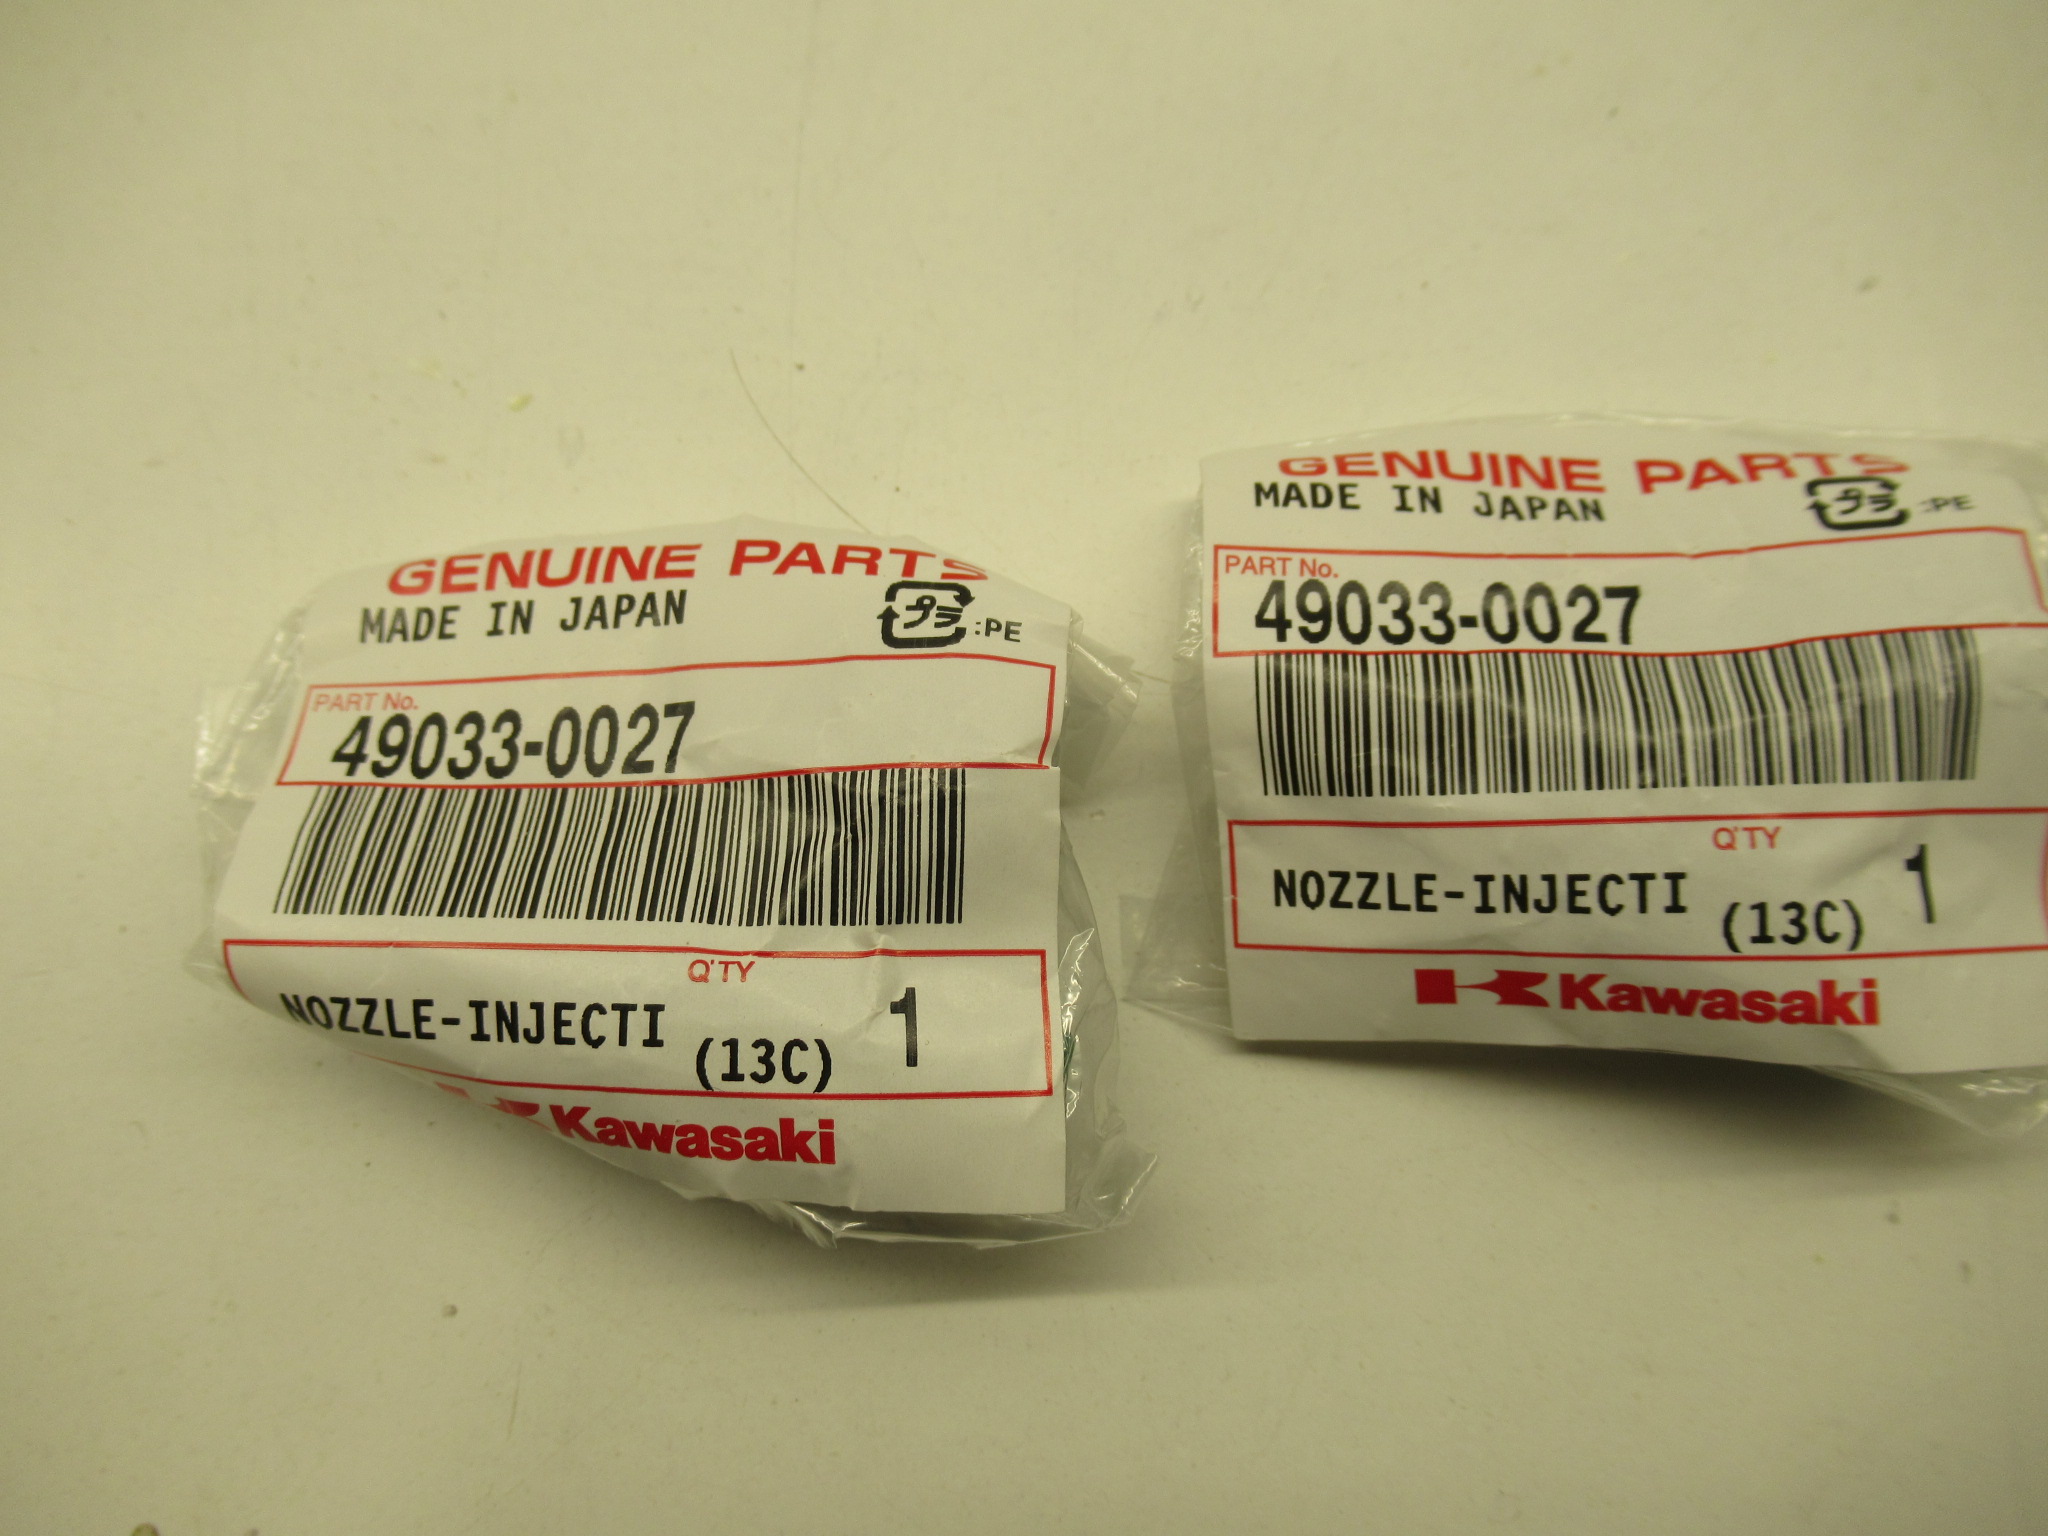 GENUINE PARTS
MADE IN JAPAN
プラ :PE
PART No.
49033-0027
Q'TY
NOZZLE-INJECTI (13C) 1
Kawasaki
GENUINE PARTS
MADE IN JAPAN
プラ :PE
PART No.
49033-0027
Q'TY
NOZZLE-INJECTI (13C) 1
Kawasaki